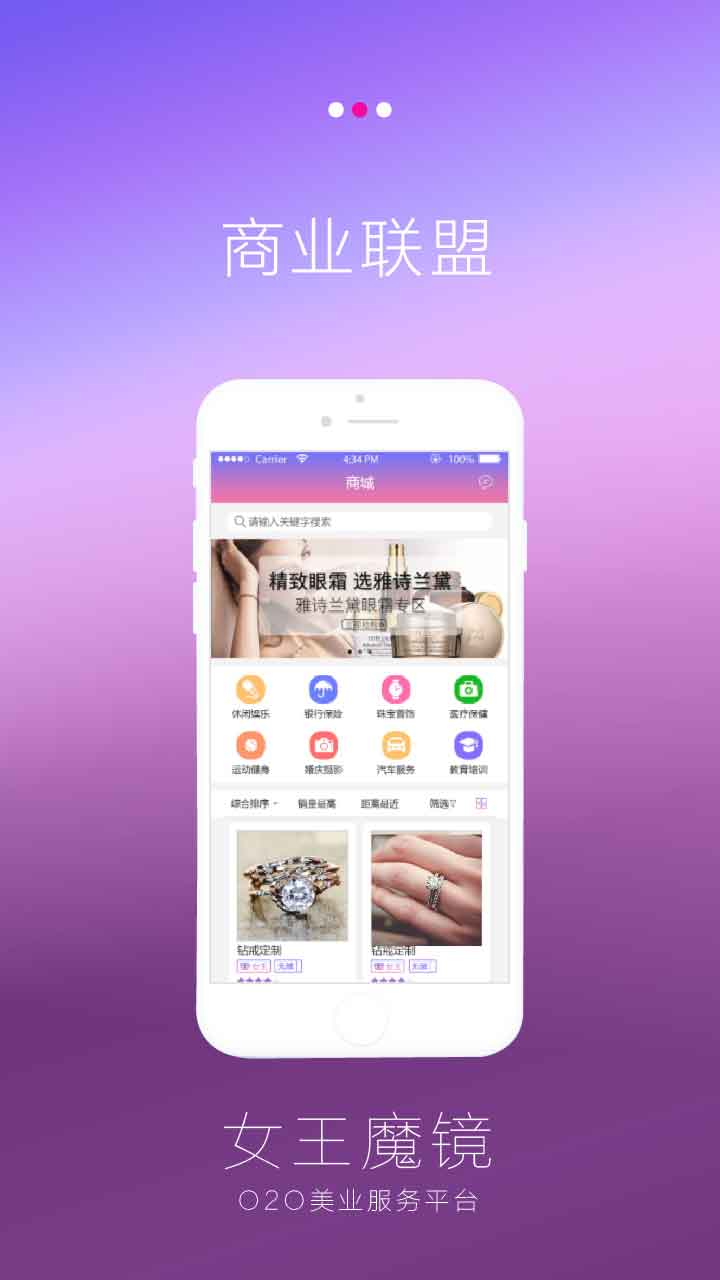 商业联盟
Carrier 4:34 PM 100%
商城
请输入关键字搜索
精致眼霜 选雅诗兰黛
雅诗兰黛眼霜专区
休闲娱乐 银行保险 珠宝首饰 医疗保健
运动健身 婚庆摄影 汽车服务 教育培训
综合排序 销量最高 距离最近 筛选
钻戒定制 钻戒定制
女王 女王
女王魔镜
O2O美业服务平台